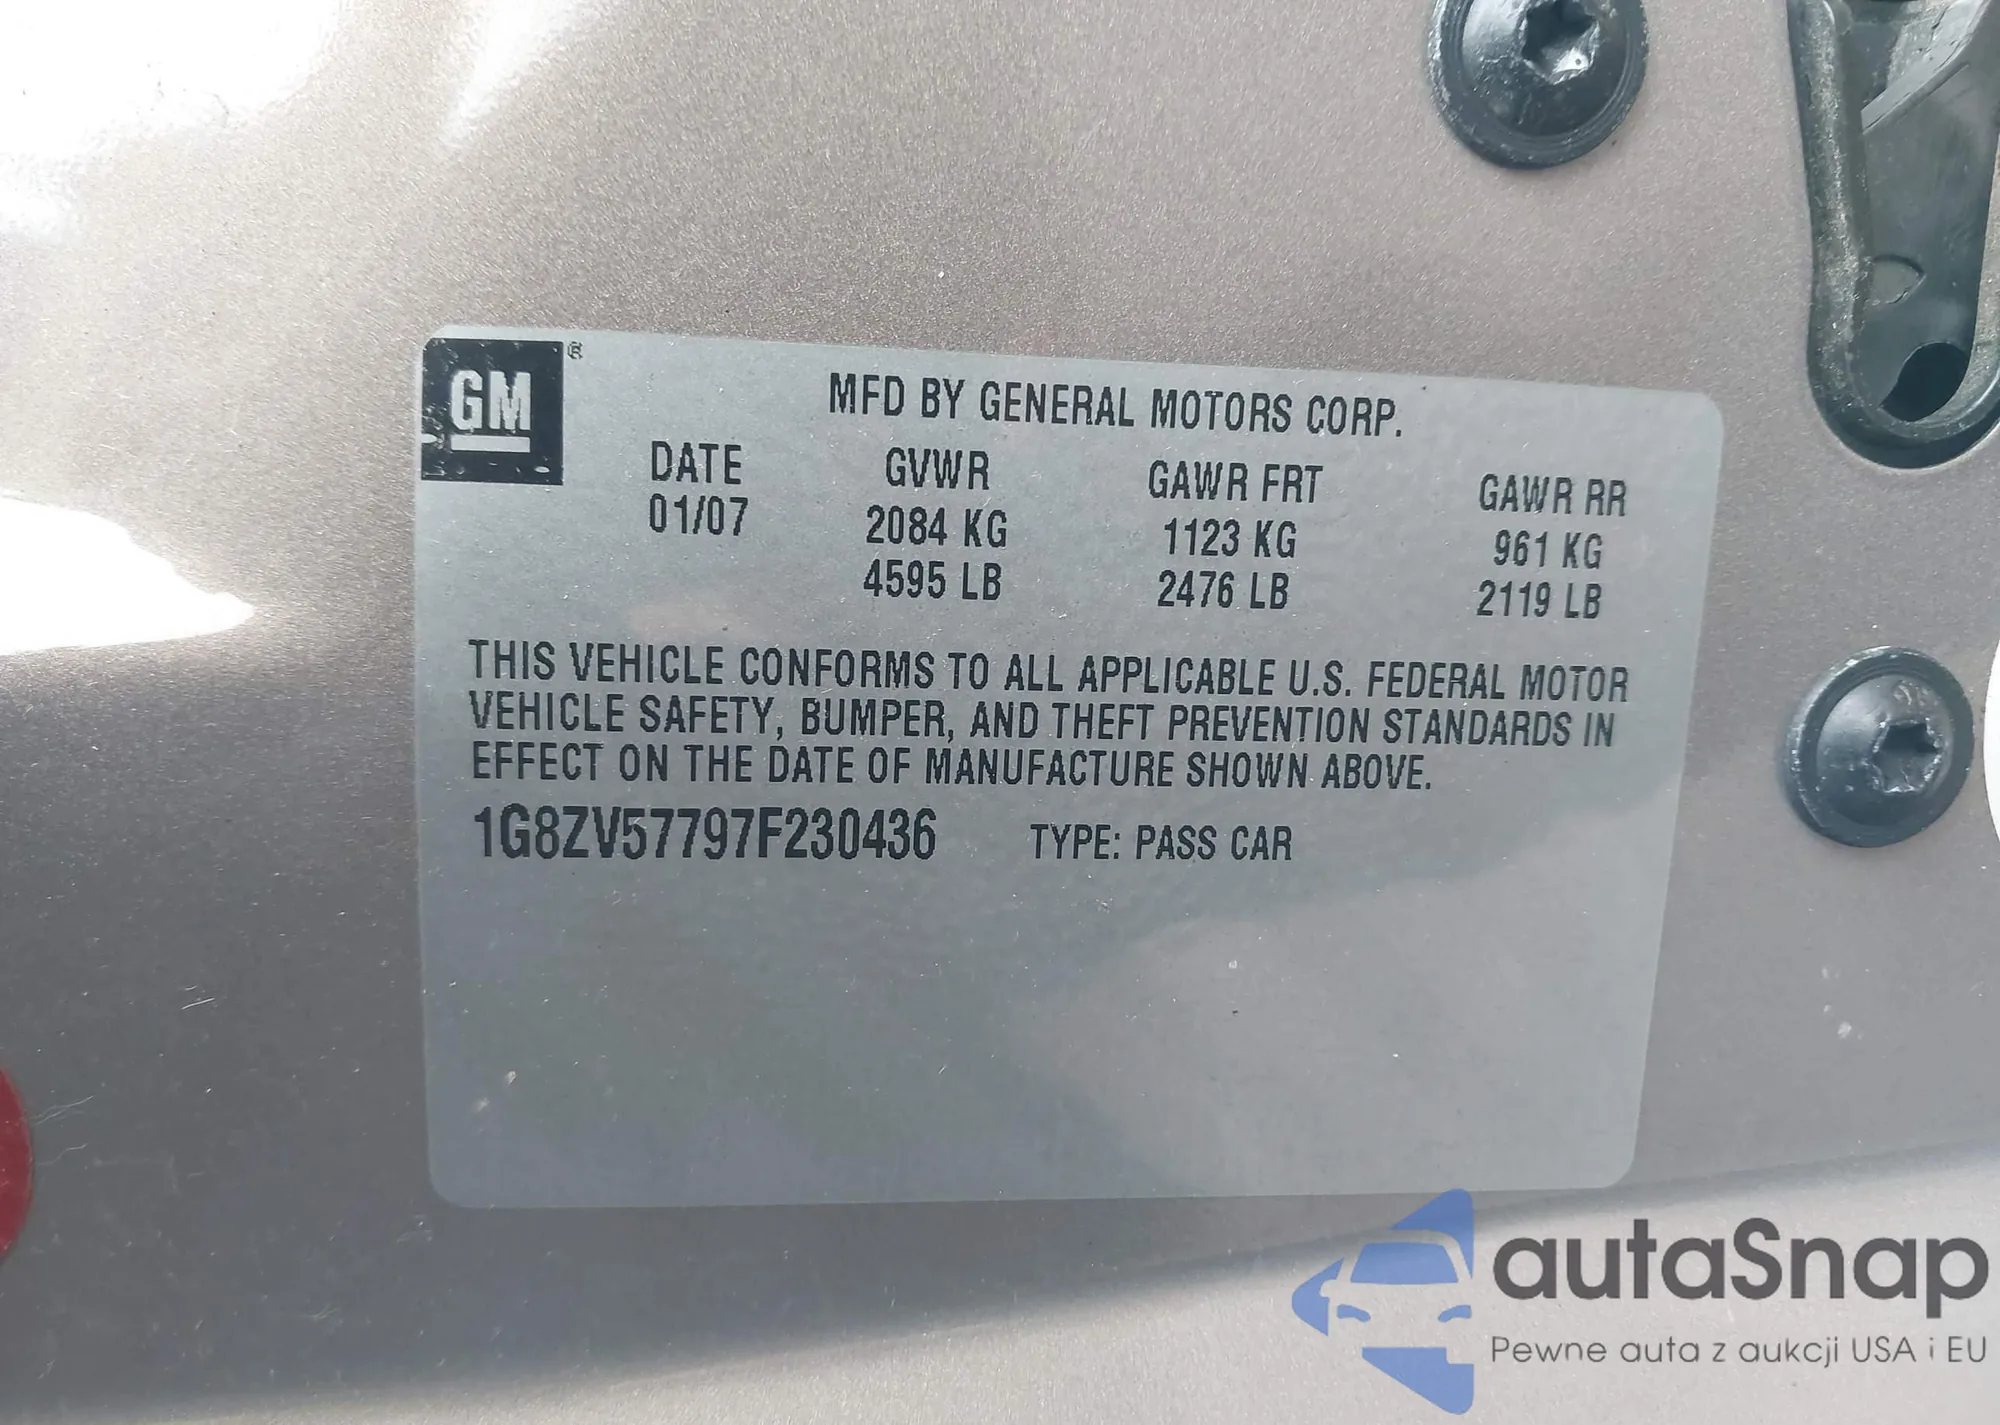 GM®
MFD BY GENERAL MOTORS CORP.
DATE GVWR GAWR FRT GAWR RR
01/07 2084 KG 1123 KG 961 KG
4595 LB 2476 LB 2119 LB
THIS VEHICLE CONFORMS TO ALL APPLICABLE U.S. FEDERAL MOTOR
VEHICLE SAFETY, BUMPER, AND THEFT PREVENTION STANDARDS IN
EFFECT ON THE DATE OF MANUFACTURE SHOWN ABOVE.
1G8ZV57797F230436 TYPE: PASS CAR
autaSnap
Pewne auta z aukcji USA i EU